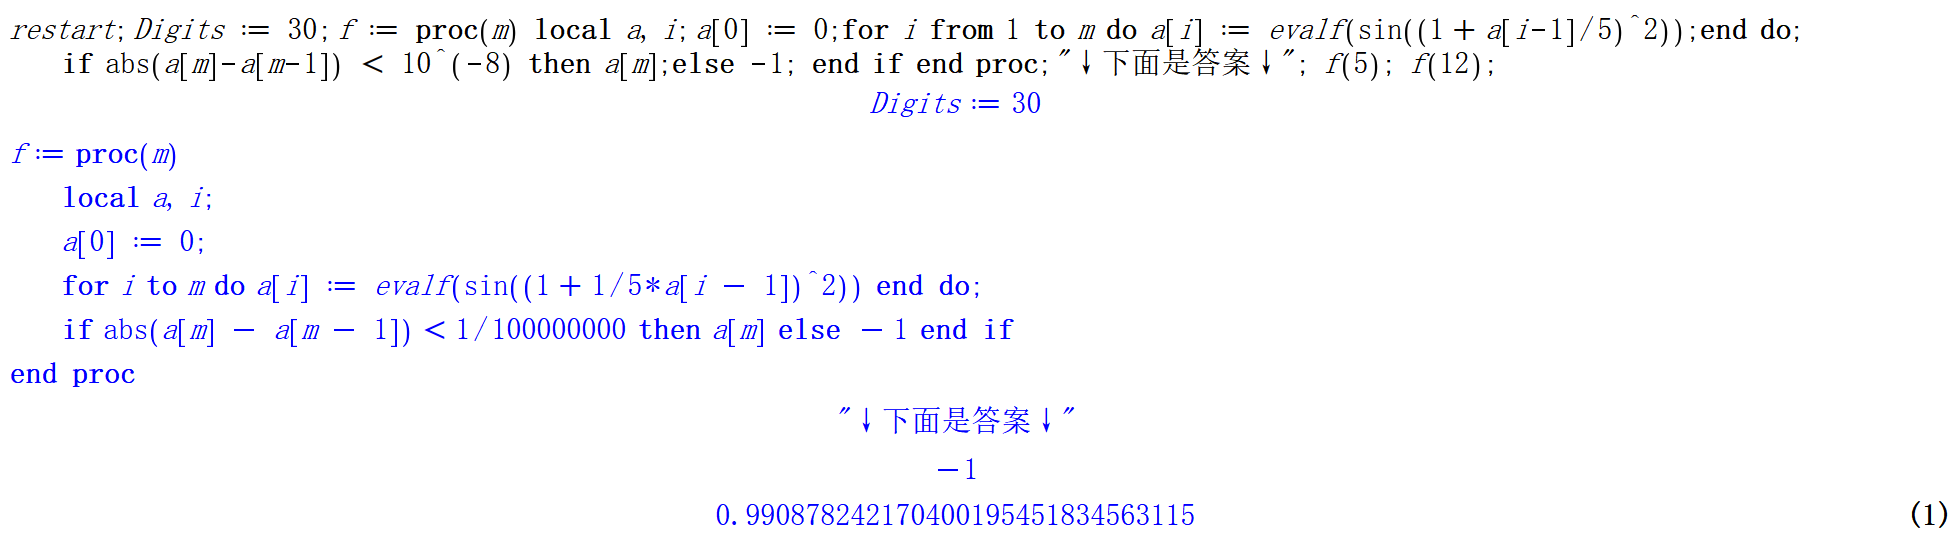 restart; Digits := 30; f := proc(m) local a, i; a[0] := 0;for i from 1 to m do a[i] := evalf(sin((1 + a[i-1]/5)^2));end do;
if abs(a[m]-a[m-1]) < 10^(-8) then a[m];else -1; end if end proc;"↓下面是答案↓"; f(5); f(12);
Digits := 30
f := proc(m)
local a, i;
a[0] := 0;
for i to m do a[i] := evalf(sin((1 + 1/5*a[i - 1])^2)) end do;
if abs(a[m] - a[m - 1]) < 1/100000000 then a[m] else - 1 end if
end proc
"↓下面是答案↓"
-1
0.990878242170400195451834563115 (1)